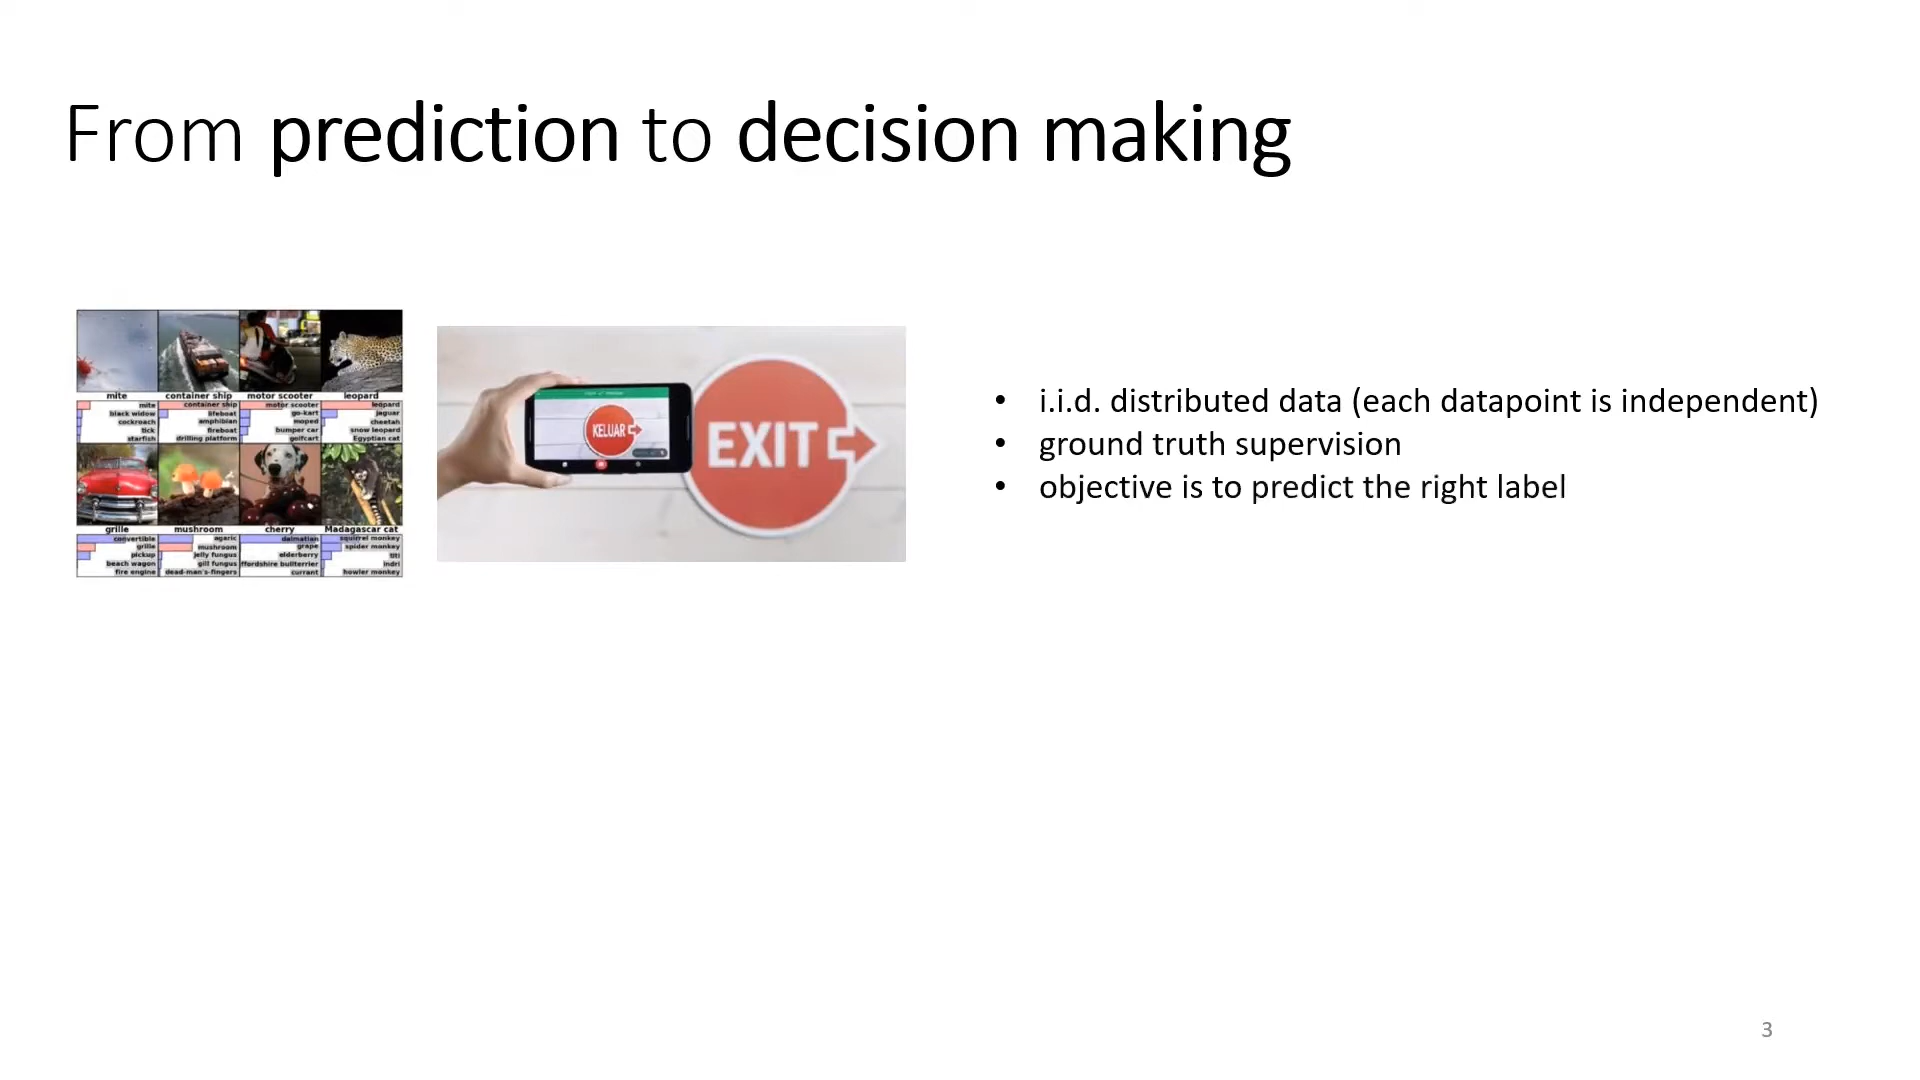 From prediction to decision making
mite container ship motor scooter leopard
mite container ship motor scooter leopard
black widow lifeboat go-kart jaguar
cockroach amphibian moped cheetah
tick fireboat bumper car snow leopard
starfish drilling platform golfcart Egyptian cat
grille mushroom cherry Madagascar cat
convertible agaric dalmatian squirrel monkey
grille mushroom grape spider monkey
pickup jelly fungus elderberry titi
beach wagon gill fungus ffordshire bullterrier indri
fire engine dead-man's-fingers currant howler monkey
KELUAR
EXIT
• i.i.d. distributed data (each datapoint is independent)
• ground truth supervision
• objective is to predict the right label
3